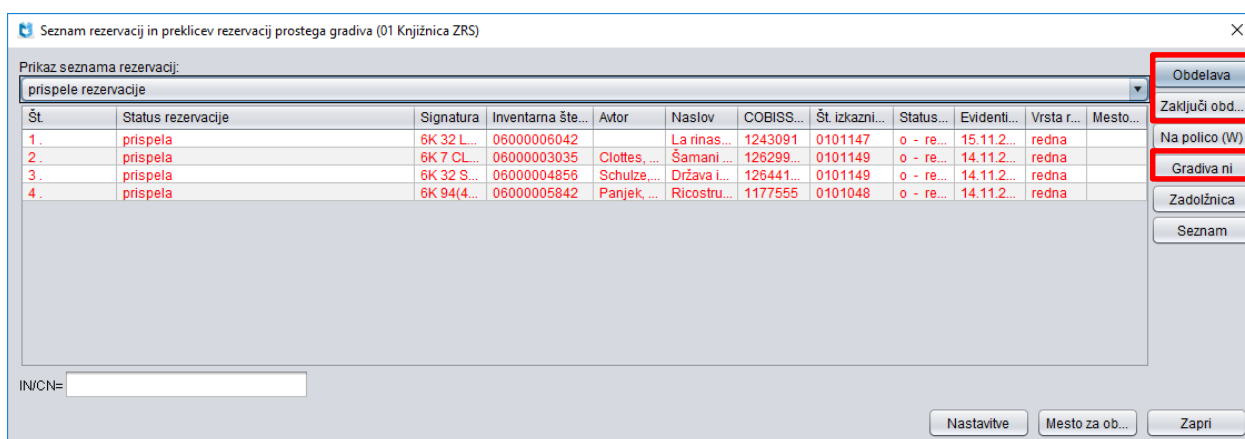 Seznam rezervacij in preklicev rezervacij prostega gradiva (01 Knjižnica ZRS)
Prikaz seznama rezervacij:
prispele rezervacije
Št. Status rezervacije Signatura Inventarna šte... Avtor Naslov COBISS... Št. izkazni... Status... Evidenti... Vrsta r... Mesto...
1. prispela 6K 32 L... 06000006042 La rinas... 1243091 0101147 o - re... 15.11.2... redna
2. prispela 6K 7 CL... 06000003035 Clottes, ... Šamani ... 126299... 0101149 o - re... 14.11.2... redna
3. prispela 6K 32 S... 06000004856 Schulze,... Država i... 126441... 0101149 o - re... 14.11.2... redna
4. prispela 6K 94(4... 06000005842 Panjek, ... Ricostru... 1177555 0101048 o - re... 14.11.2... redna
Obdelava
Zaključi obd...
Na polico (W)
Gradiva ni
Zadolžnica
Seznam
IN/CN=
Nastavitve Mesto za ob... Zapri